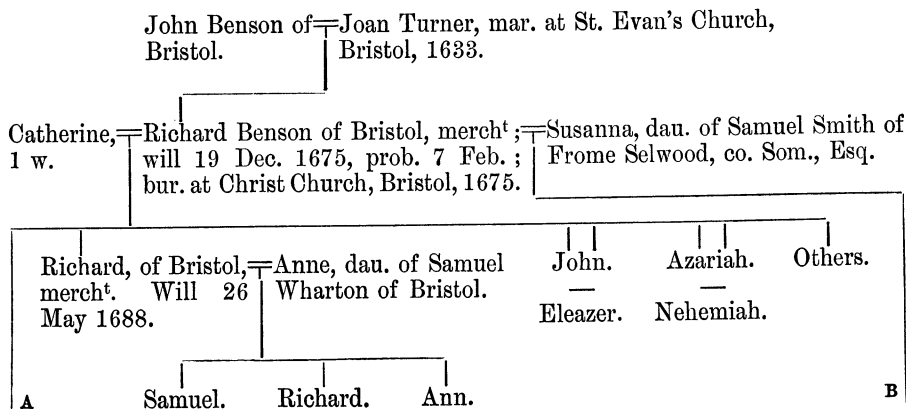 John Benson of=Joan Turner, mar. at St. Evan's Church,
Bristol. Bristol, 1633.
Catherine,=Richard Benson of Bristol, mercht ;=Susanna, dau. of Samuel Smith of
1 w. will 19 Dec. 1675, prob. 7 Feb. ; Frome Selwood, co. Som., Esq.
bur. at Christ Church, Bristol, 1675.
Richard, of Bristol,=Anne, dau. of Samuel John. Azariah. Others.
mercht. Will 26 Wharton of Bristol. — —
May 1688. Eleazer. Nehemiah.
A Samuel. Richard. Ann. B